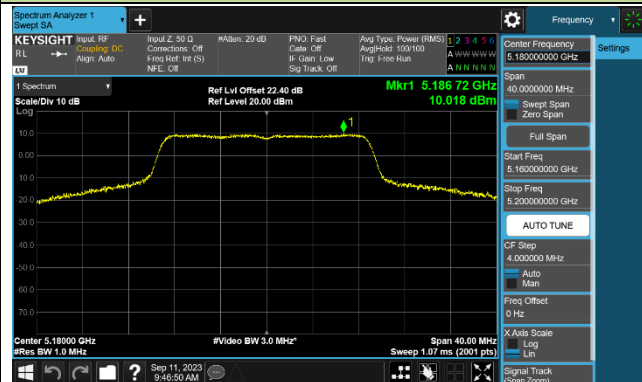 Spectrum Analyzer 1
Swept SA
Frequency
KEYSIGHT
RL
Input: RF
Coupling: DC
Align: Auto
Input Z: 50 Ω
Corrections: Off
Freq Ref: Int (S)
NFE: Off
#Atten: 20 dB
PNO: Fast
Gate: Off
IF Gain: Low
Sig Track: Off
Avg Type: Power (RMS)
Avg|Hold: 100/100
Trig: Free Run
1 2 3 4 5 6
A W W W W W
A N N N N N
1 Spectrum
Scale/Div 10 dB
Log
Ref Lvl Offset 22.40 dB
Ref Level 20.00 dBm
Mkr1 5.186 72 GHz
10.018 dBm
1
10.0
0.00
-10.0
-20.0
-30.0
-40.0
-50.0
-60.0
-70.0
Center 5.18000 GHz
#Res BW 1.0 MHz
#Video BW 3.0 MHz*
Span 40.00 MHz
Sweep 1.07 ms (2001 pts)
Sep 11, 2023
9:46:50 AM
Center Frequency
5.180000000 GHz
Settings
Span
40.0000000 MHz
Swept Span
Zero Span
Full Span
Start Freq
5.160000000 GHz
Stop Freq
5.200000000 GHz
AUTO TUNE
CF Step
4.000000 MHz
Auto
Man
Freq Offset
0 Hz
X Axis Scale
Log
Lin
Signal Track
(Span Zoom)